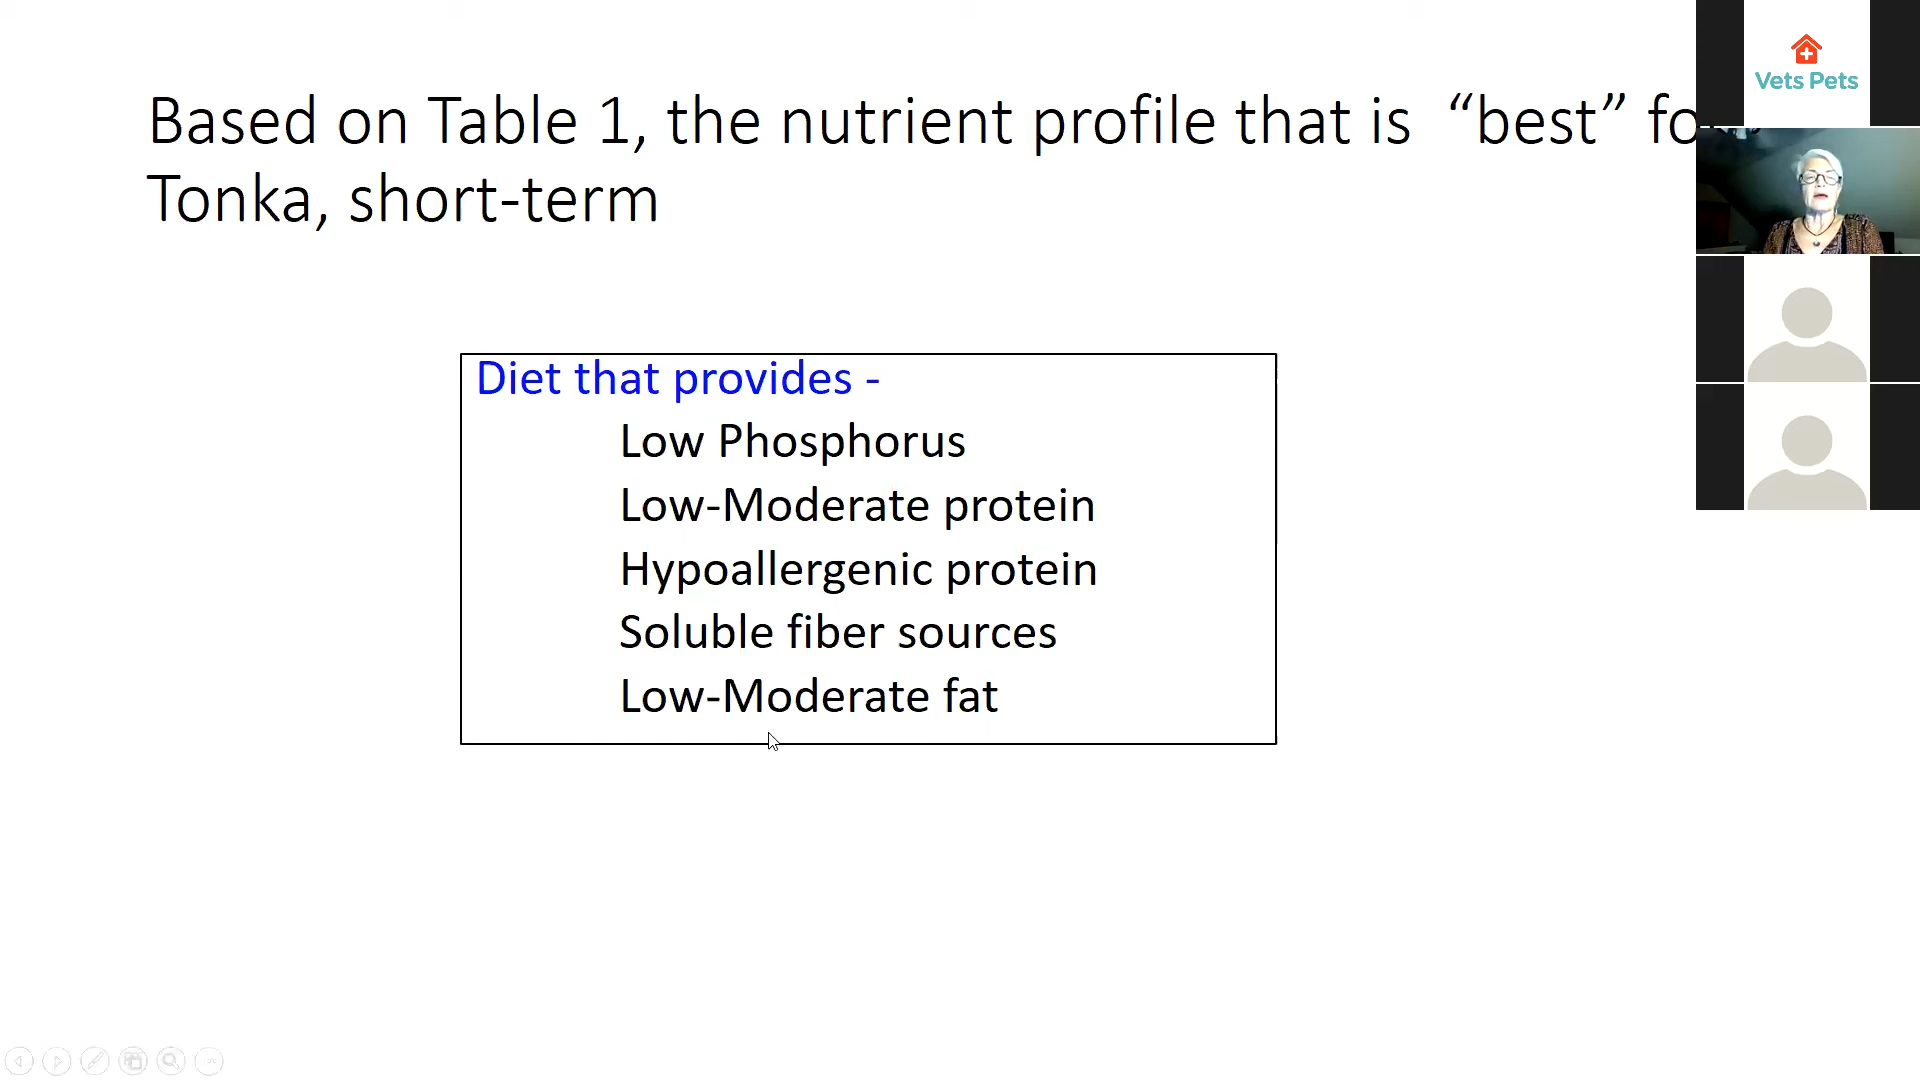 Based on Table 1, the nutrient profile that is “best” fo
Tonka, short-term
Diet that provides -
Low Phosphorus
Low-Moderate protein
Hypoallergenic protein
Soluble fiber sources
Low-Moderate fat
Vets Pets